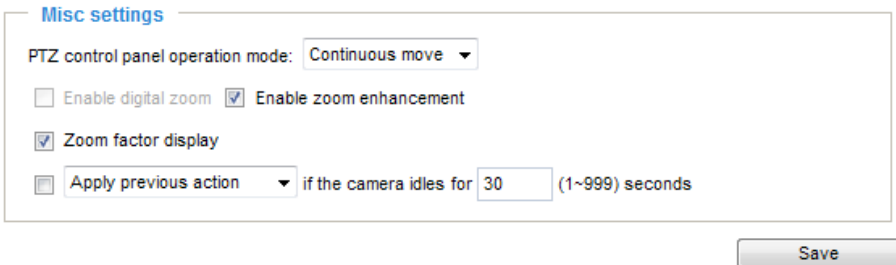 Misc settings
PTZ control panel operation mode: Continuous move
Enable digital zoom Enable zoom enhancement
Zoom factor display
Apply previous action if the camera idles for 30 (1~999) seconds
Save